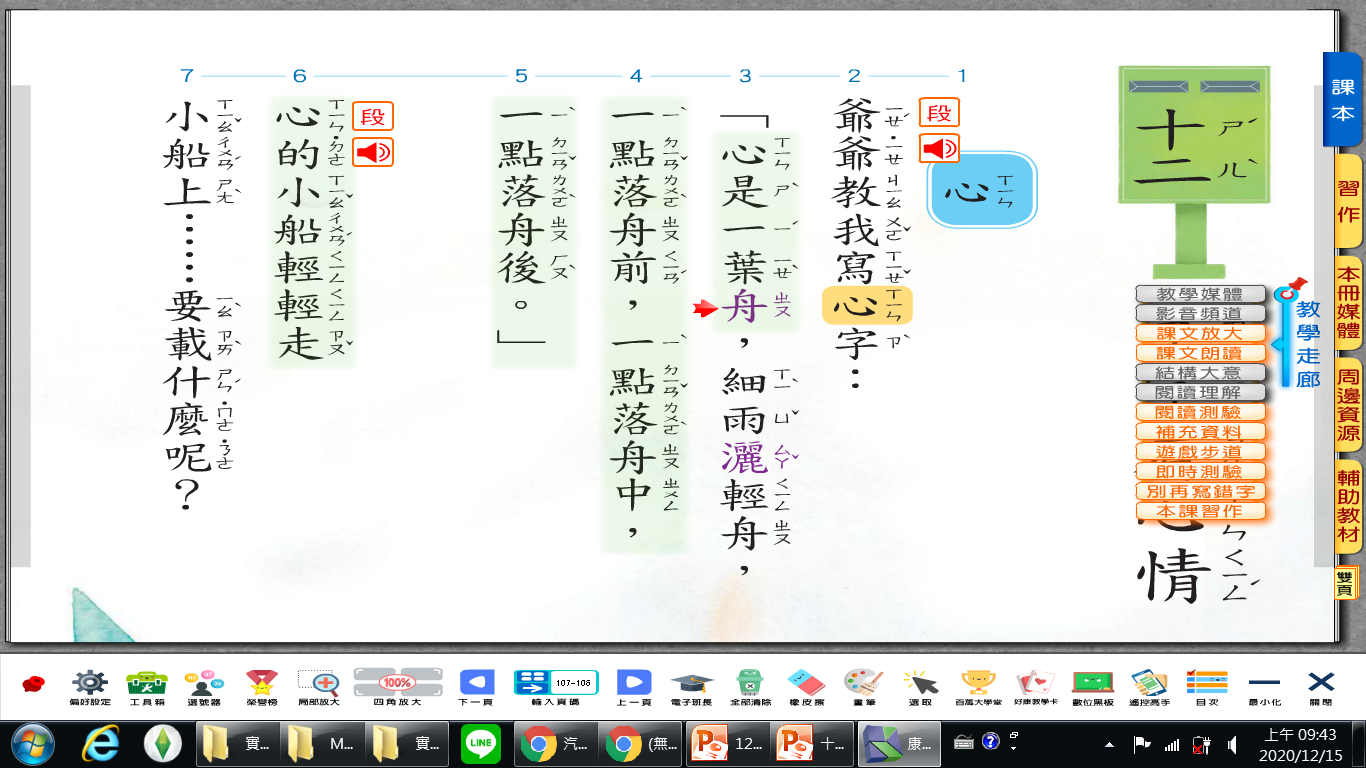 十二
ㄕˊ ㄦˋ
情
ㄑㄧㄥˊ
1 2 3 4 5 6 7
心
ㄒㄧㄣ
段
爺爺教我寫心字：
「心是一葉舟，細雨灑輕舟，
一點落舟前，一點落舟中，
一點落舟後。」
段
心的小船輕輕走
小船上……要載什麼呢？
課本
習作
本冊媒體
周邊資源
輔助教材
雙頁
教學走廊
教學媒體
影音頻道
課文放大
課文朗讀
結構大意
閱讀理解
閱讀測驗
補充資料
遊戲步道
即時測驗
別再寫錯字
本課習作
偏好設定
工具箱
選號器
榮譽榜
局部放大
100%
四角放大
下一頁
107-108
輸入頁碼
上一頁
電子班長
全部清除
橡皮擦
畫筆
選取
百萬大學堂
好康教學卡
數位黑板
遙控高手
目次
最小化
關閉
實...
M...
實...
LINE
汽...
(無...
12...
十...
康...
上午 09:43
2020/12/15